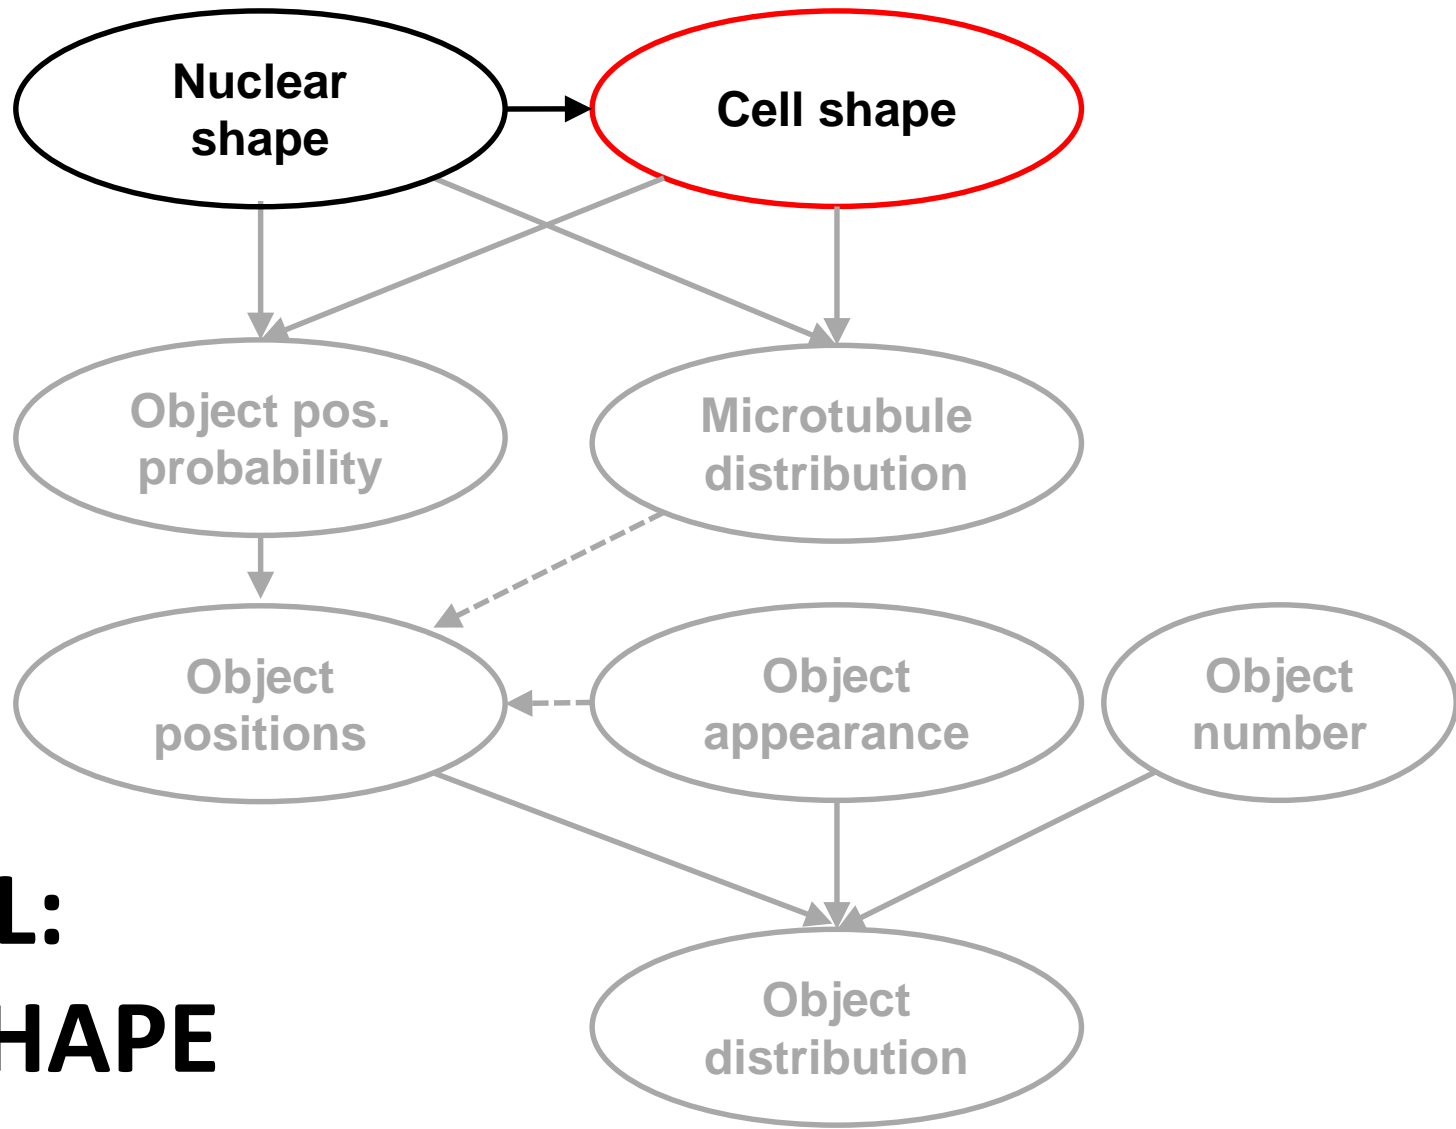 Nuclear
shape
Cell shape
Object pos.
probability
Microtubule
distribution
Object
positions
Object
appearance
Object
number
L:
HAPE
Object
distribution